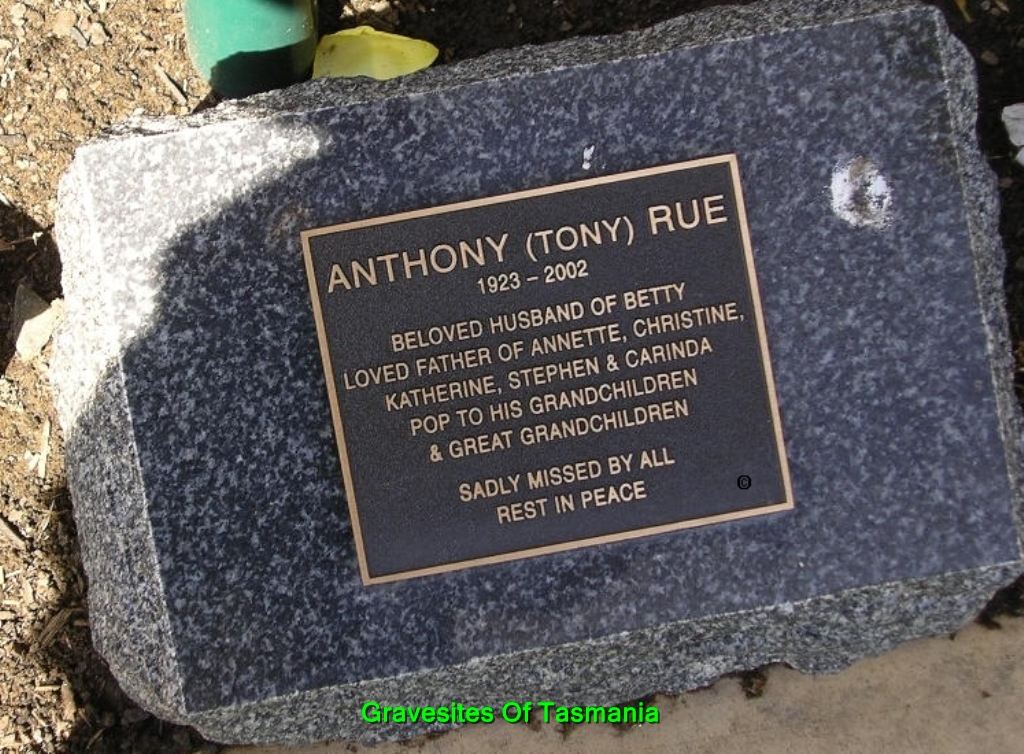 ANTHONY (TONY) RUE
1923 – 2002
BELOVED HUSBAND OF BETTY
LOVED FATHER OF ANNETTE, CHRISTINE,
KATHERINE, STEPHEN & CARINDA
POP TO HIS GRANDCHILDREN
& GREAT GRANDCHILDREN
SADLY MISSED BY ALL
REST IN PEACE
©
Gravesites Of Tasmania